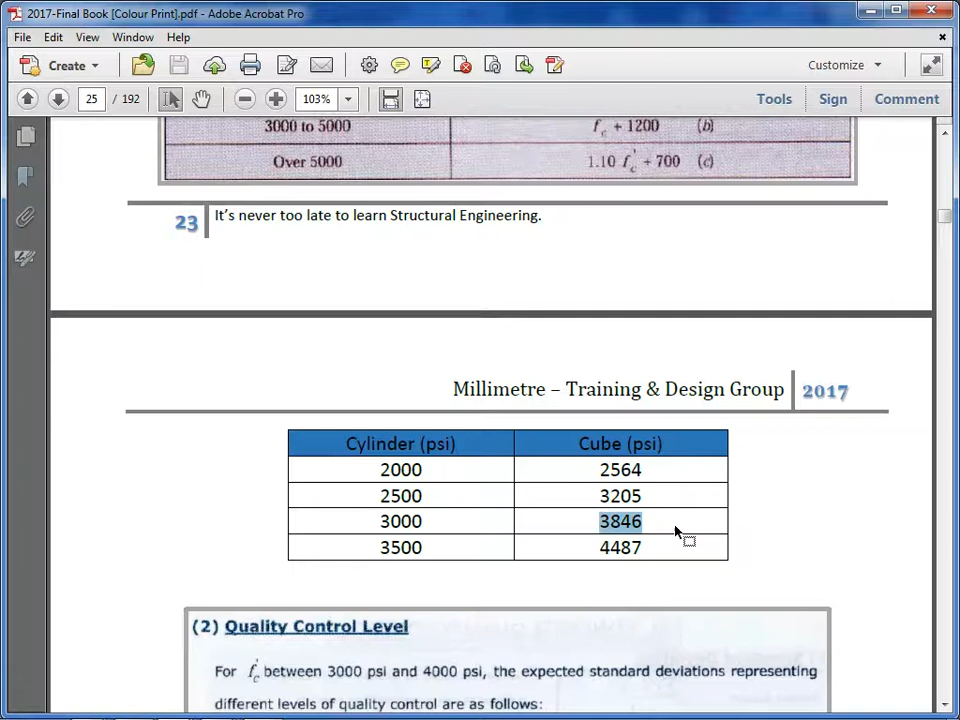 2017-Final Book [Colour Print].pdf - Adobe Acrobat Pro
File Edit View Window Help
Create Customize
25 / 192 103% Tools Sign Comment
3000 to 5000 f'c + 1200 (b)
Over 5000 1.10 f'c + 700 (c)
23 It's never too late to learn Structural Engineering.
Millimetre – Training & Design Group 2017
Cylinder (psi) Cube (psi)
2000 2564
2500 3205
3000 3846
3500 4487
(2) Quality Control Level
For f'c between 3000 psi and 4000 psi, the expected standard deviations representing
different levels of quality control are as follows: